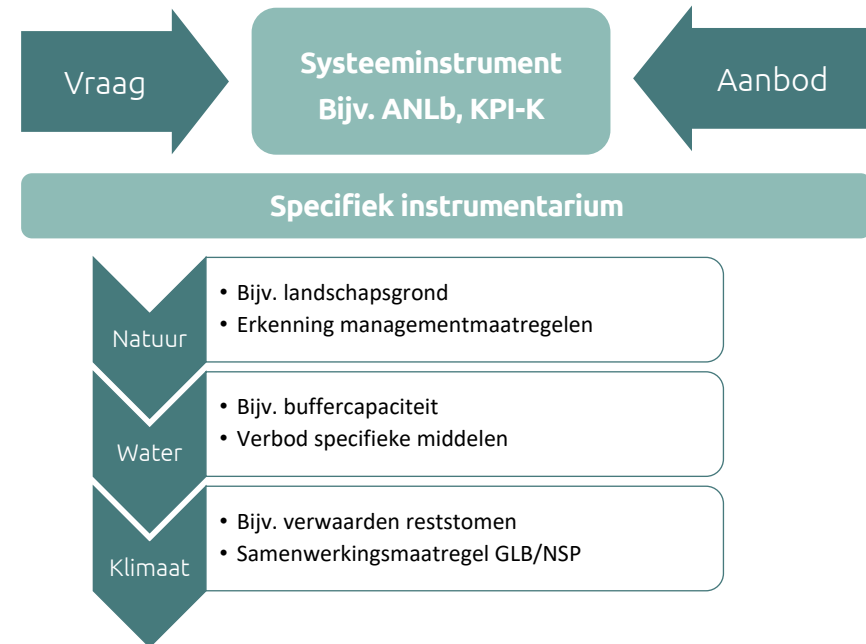 Vraag
Systeeminstrument
Bijv. ANLb, KPI-K
Aanbod
Specifiek instrumentarium
Natuur
• Bijv. landschapsgrond
• Erkenning managementmaatregelen
Water
• Bijv. buffercapaciteit
• Verbod specifieke middelen
Klimaat
• Bijv. verwaarden reststomen
• Samenwerkingsmaatregel GLB/NSP